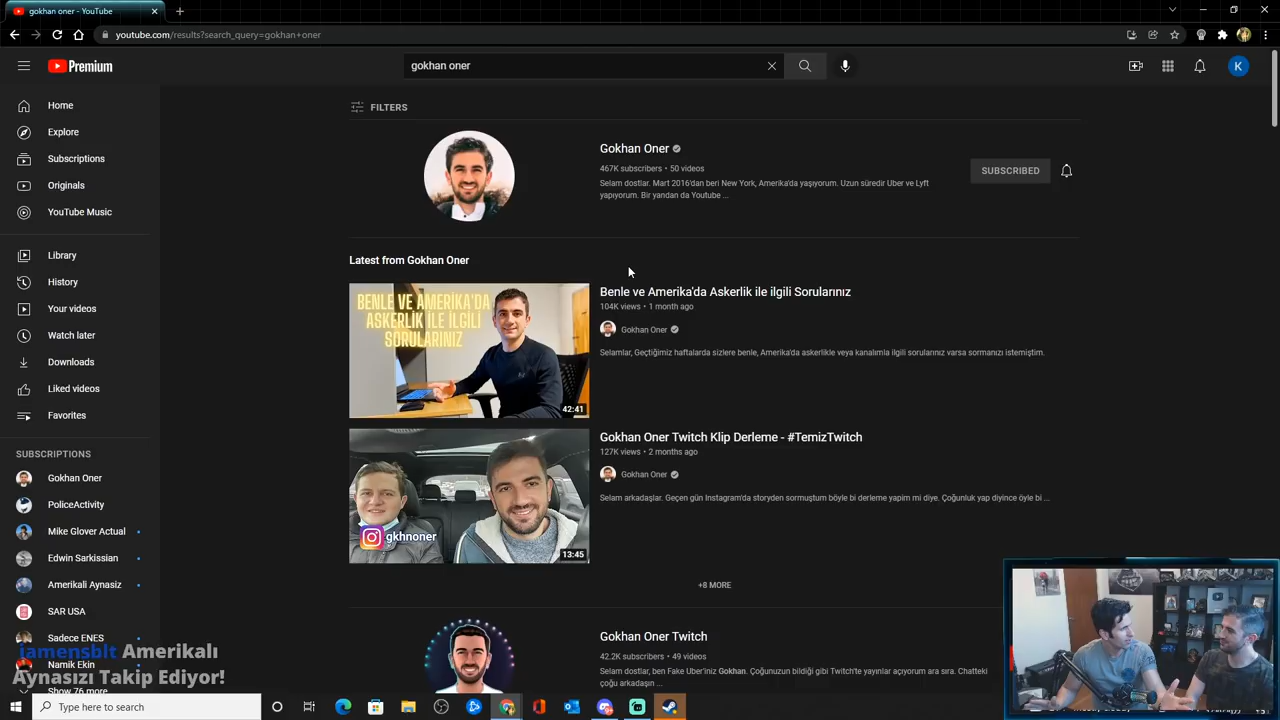 gokhan oner - YouTube
youtube.com/results?search_query=gokhan+oner
Premium
gokhan oner
K
Home
Explore
Subscriptions
Originals
YouTube Music
Library
History
Your videos
Watch later
Downloads
Liked videos
Favorites
SUBSCRIPTIONS
Gokhan Oner
PoliceActivity
Mike Glover Actual
Edwin Sarkissian
Amerikali Aynasiz
SAR USA
Sadece ENES
Namik Ekin
Show 76 more
FILTERS
Gokhan Oner
467K subscribers • 50 videos
Selam dostlar. Mart 2016'dan beri New York, Amerika'da yaşıyorum. Uzun süredir Uber ve Lyft
yapıyorum. Bir yandan da Youtube ...
SUBSCRIBED
Latest from Gokhan Oner
BENLE VE AMERİKA'DA
ASKERLİK İLE İLGİLİ
SORULARINIZ
42:41
Benle ve Amerika'da Askerlik ile ilgili Sorularınız
104K views • 1 month ago
Gokhan Oner
Selamlar, Geçtiğimiz haftalarda sizlere benle, Amerika'da askerlikle veya kanalımla ilgili sorularınız varsa sormanızı istemiştim.
gkhnoner
13:45
Gokhan Oner Twitch Klip Derleme - #TemizTwitch
127K views • 2 months ago
Gokhan Oner
Selam arkadaşlar. Geçen gün Instagram'da storyden sormuştum böyle bi derleme yapim mi diye. Çoğunluk yap diyince öyle bi ...
+8 MORE
Gokhan Oner Twitch
42.2K subscribers • 49 videos
Selam dostlar, ben Fake Uber'iniz Gokhan. Çoğunuzun bildiği gibi Twitch'te yayınlar açıyorum ara sıra. Chatteki
çoğu arkadaşın ...
iamensblt Amerikalı
Aynasızı Takip Ediyor!
Type here to search